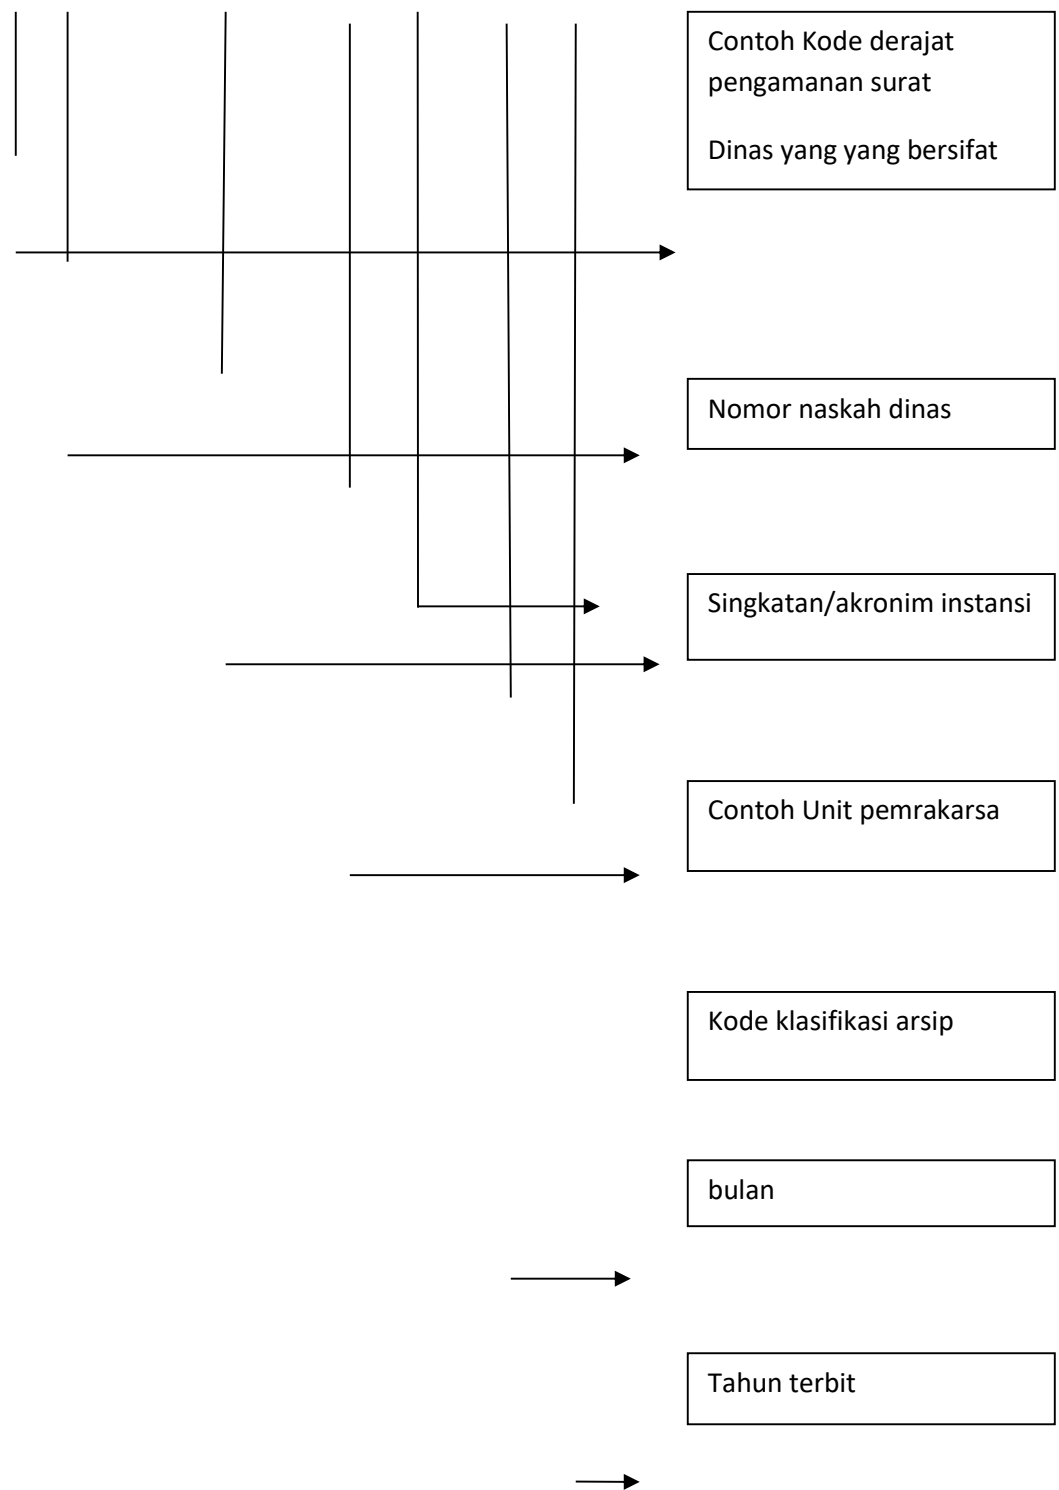 Contoh Kode derajat
pengamanan surat
Dinas yang yang bersifat
Nomor naskah dinas
Singkatan/akronim instansi
Contoh Unit pemrakarsa
Kode klasifikasi arsip
bulan
Tahun terbit